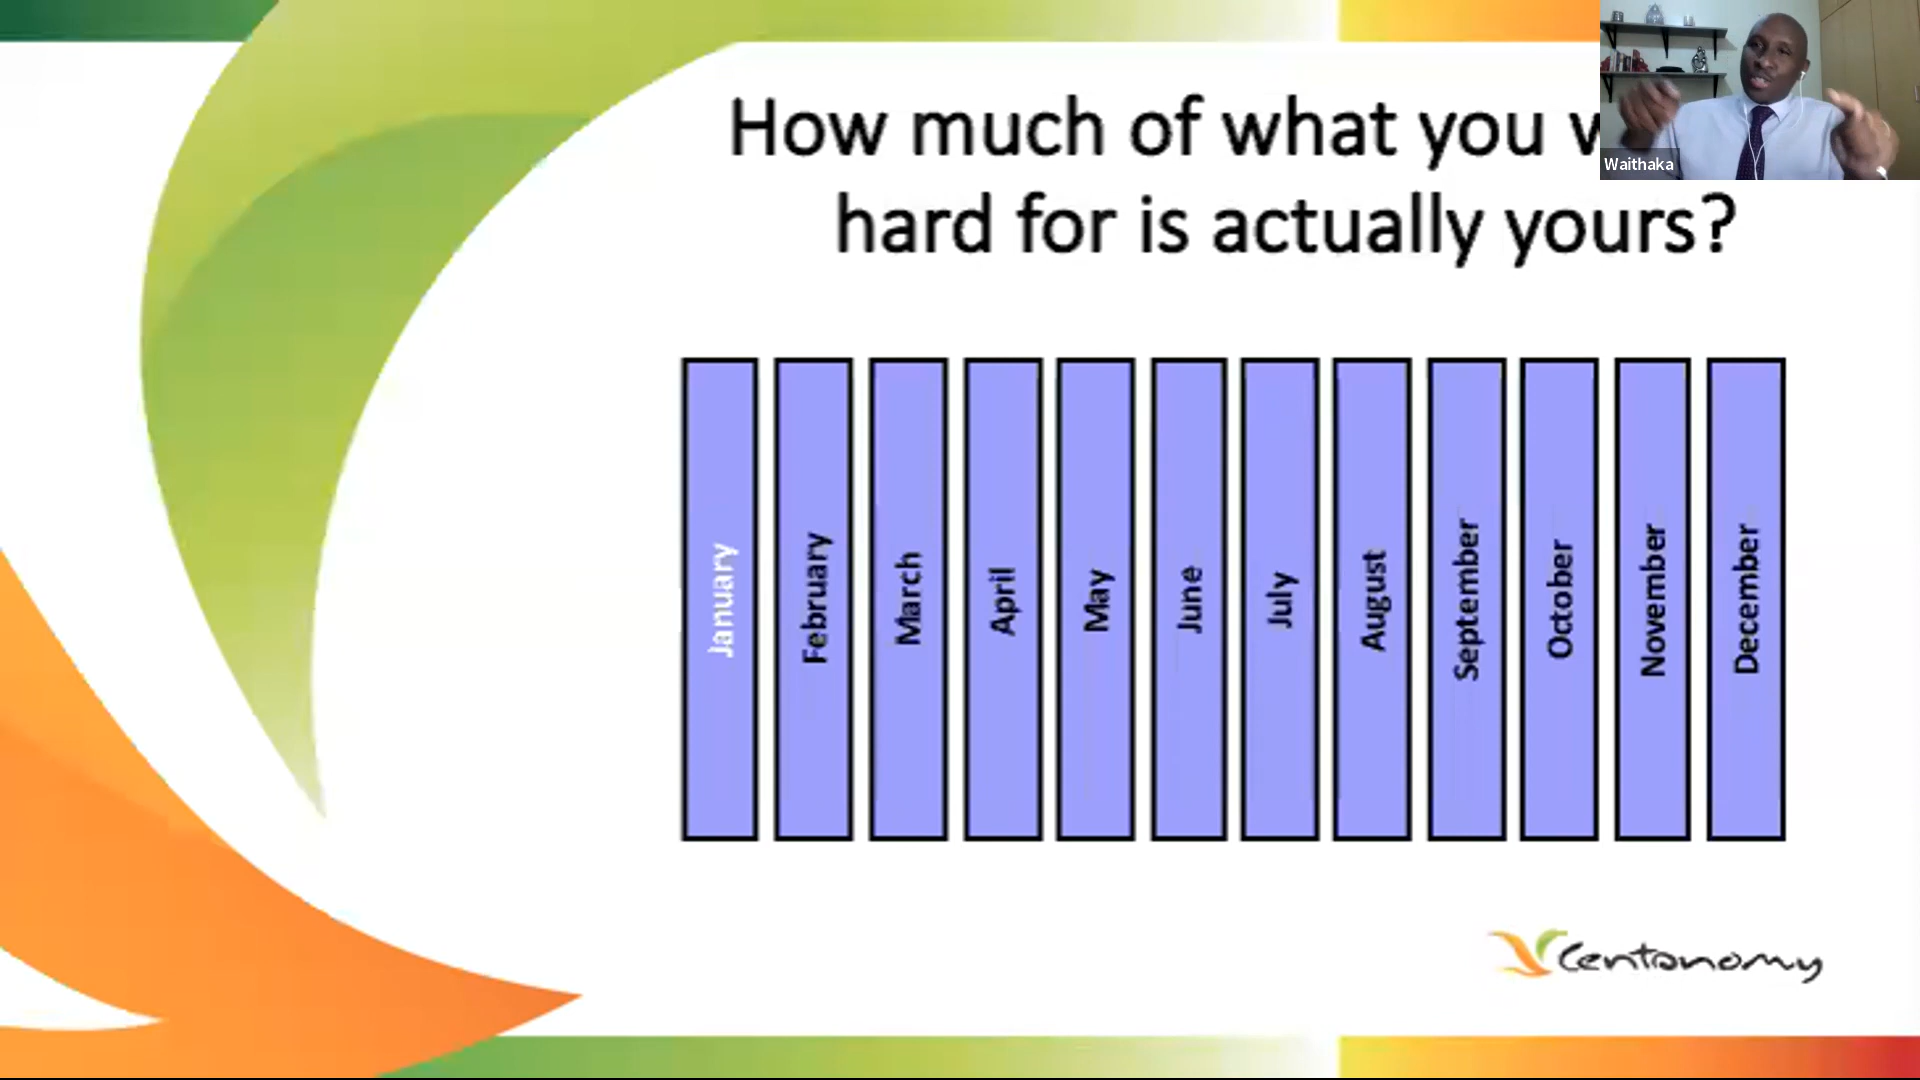 How much of what you
hard for is actually yours?
Waithaka
January
February
March
April
May
June
July
August
September
October
November
December
Centonomy